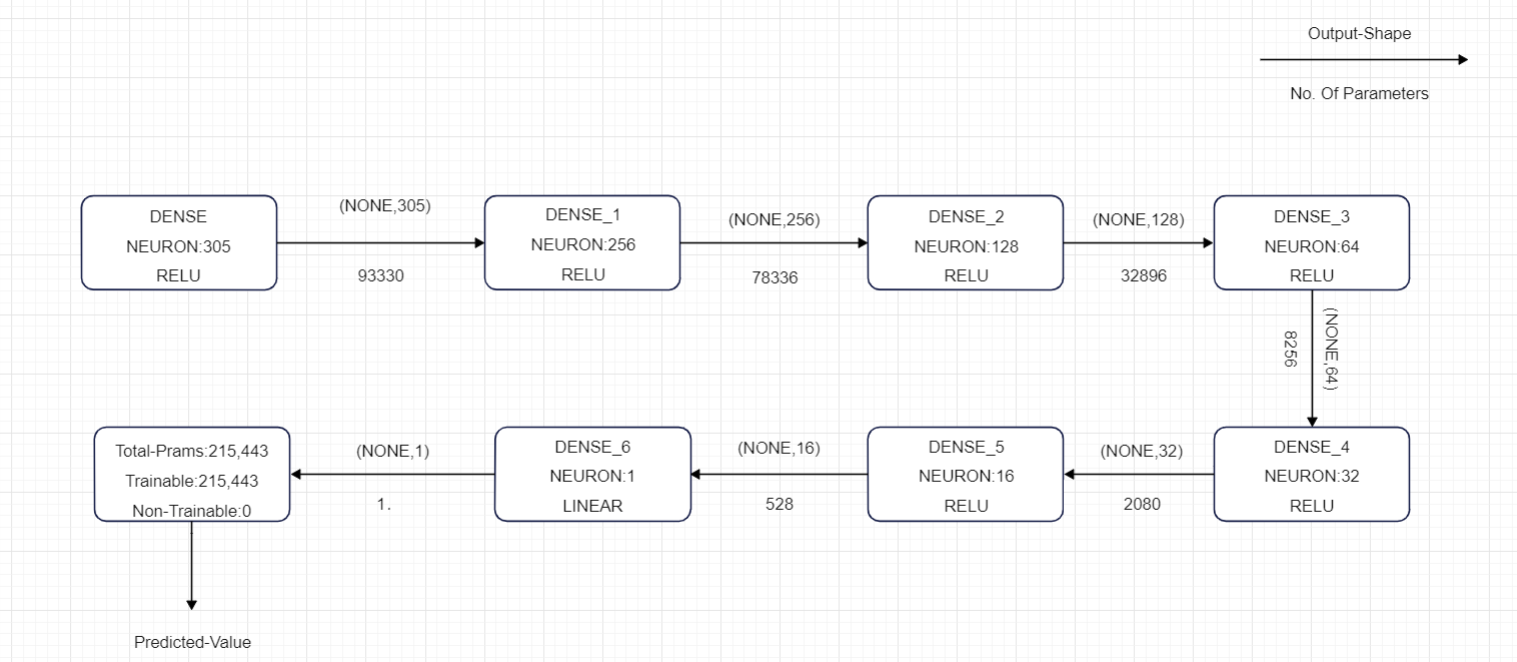 Output-Shape
No. Of Parameters
DENSE
NEURON:305
RELU
(NONE,305)
93330
DENSE_1
NEURON:256
RELU
(NONE,256)
78336
DENSE_2
NEURON:128
RELU
(NONE,128)
32896
DENSE_3
NEURON:64
RELU
(NONE,64)
8256
DENSE_4
NEURON:32
RELU
(NONE,32)
2080
DENSE_5
NEURON:16
RELU
(NONE,16)
528
DENSE_6
NEURON:1
LINEAR
(NONE,1)
1.
Total-Prams:215,443
Trainable:215,443
Non-Trainable:0
Predicted-Value